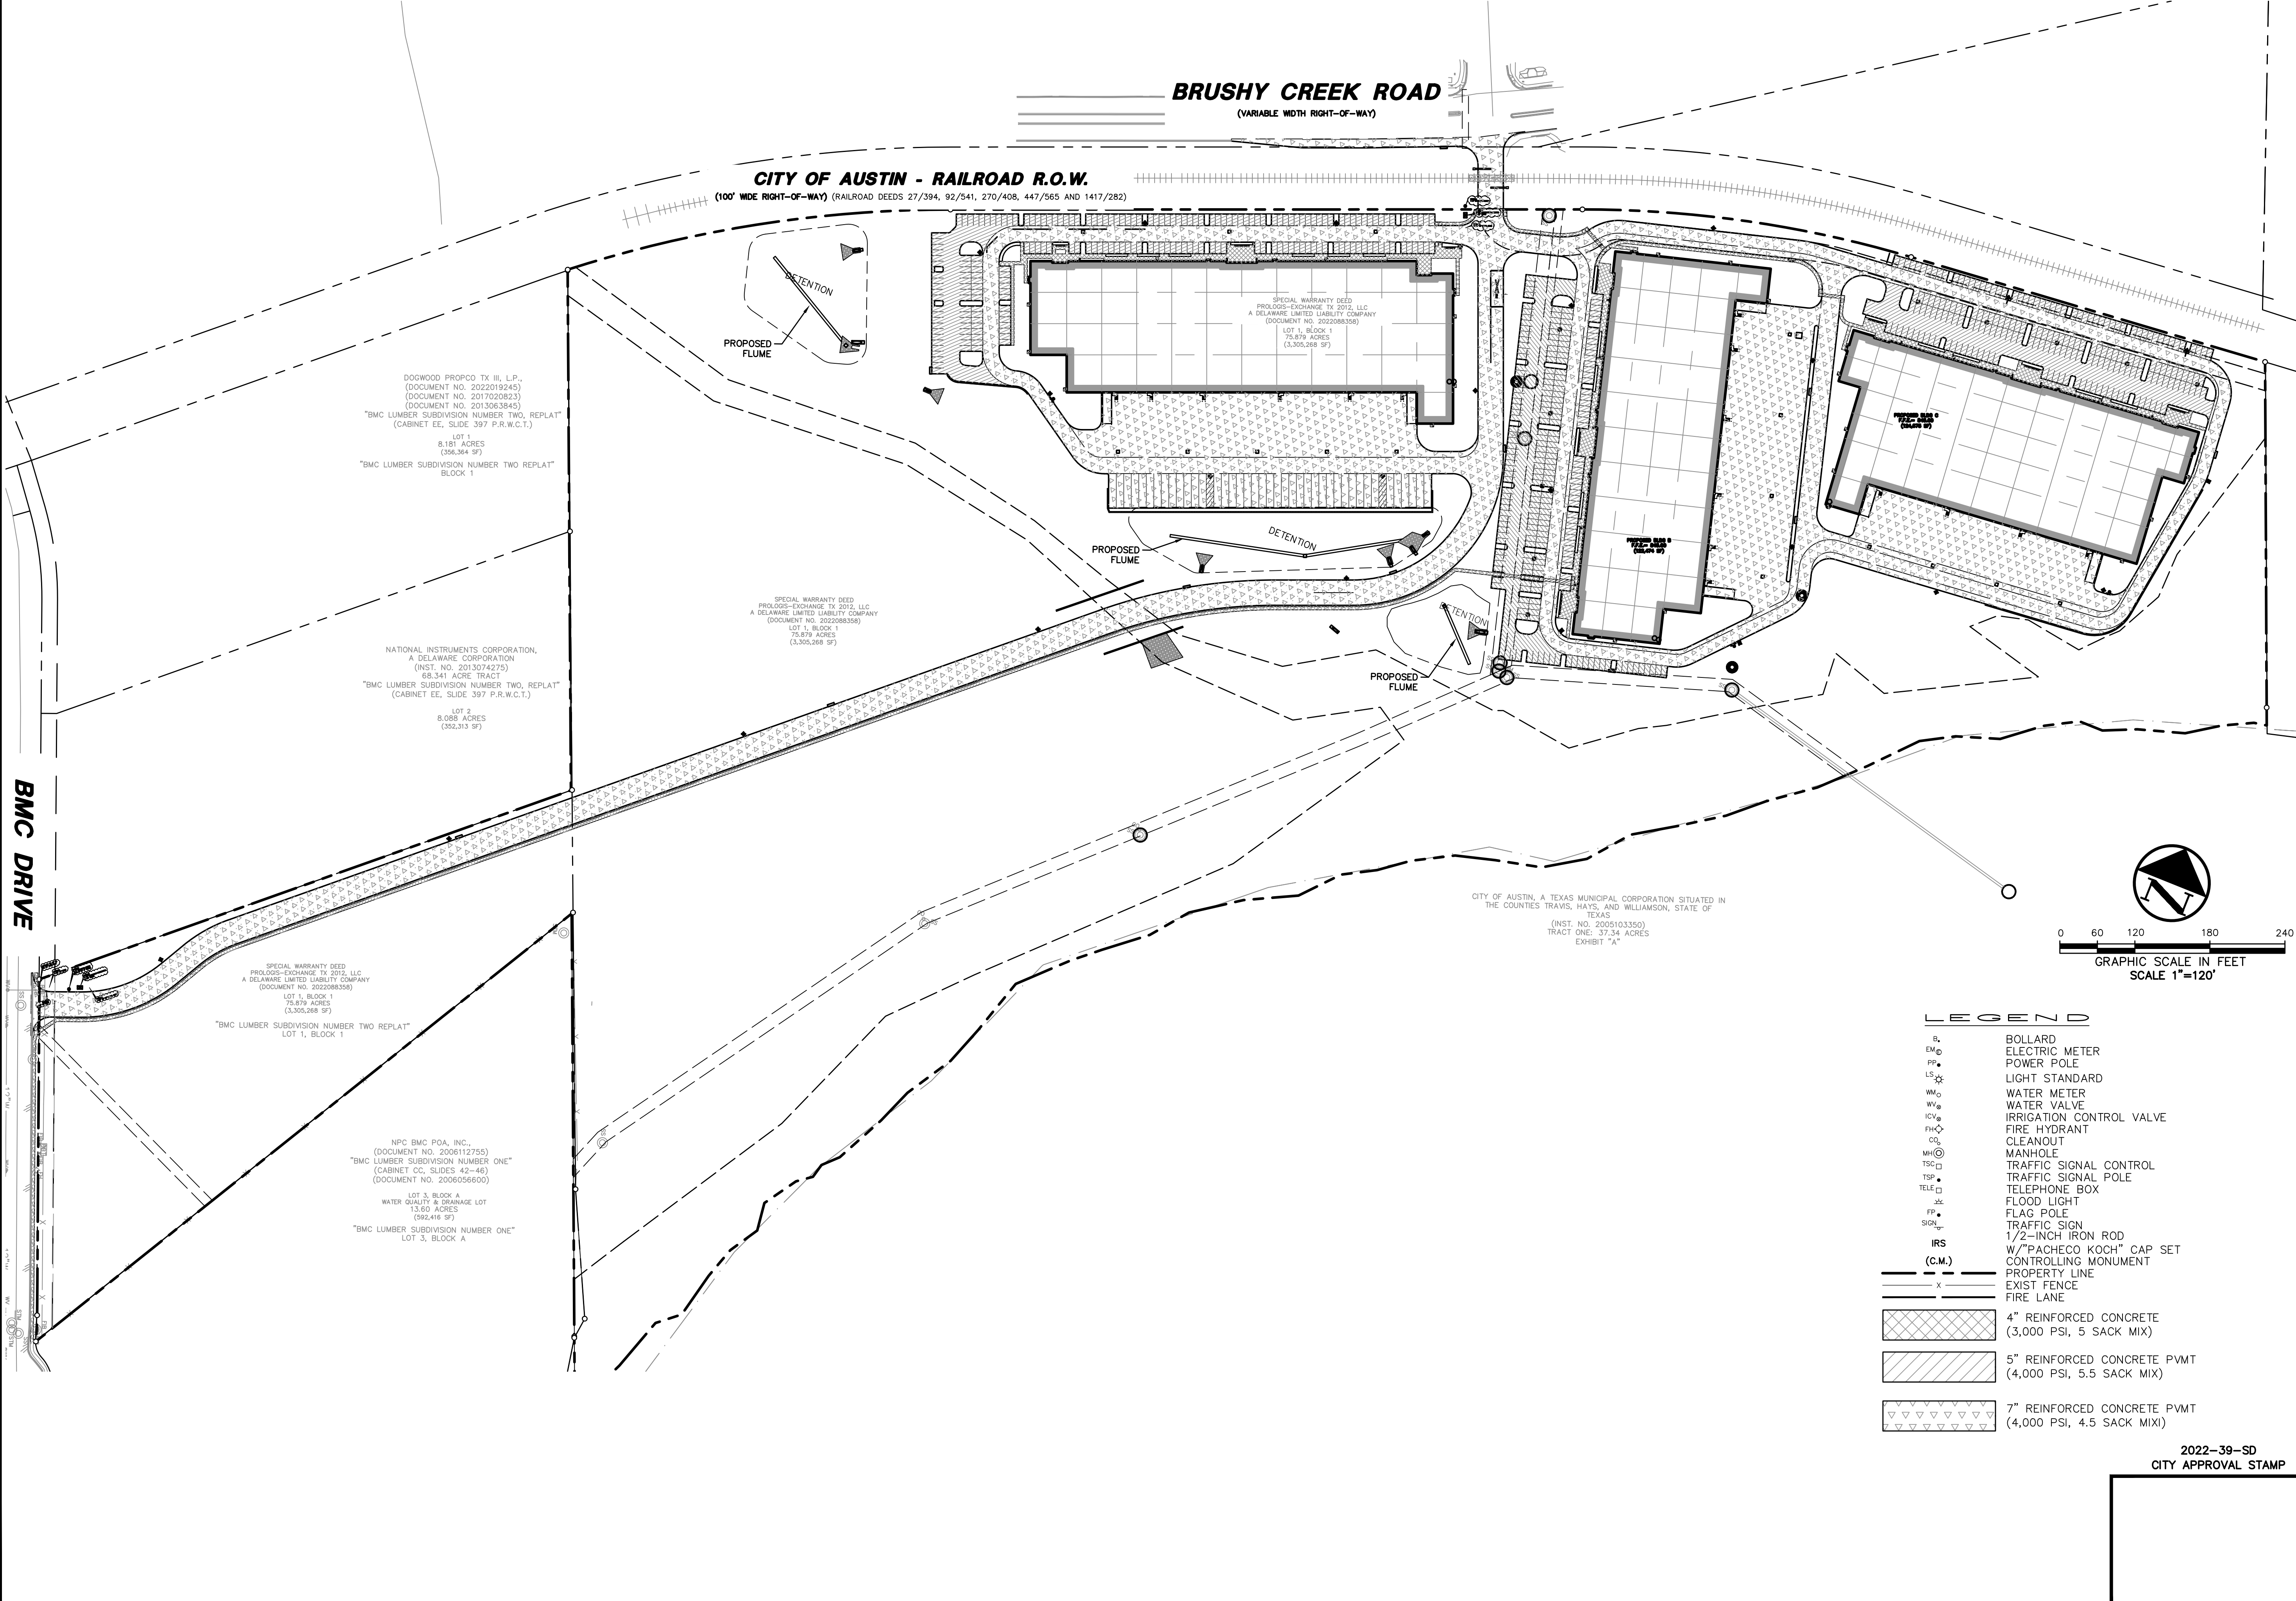 BRUSHY CREEK ROAD
(VARIABLE WIDTH RIGHT-OF-WAY)
CITY OF AUSTIN - RAILROAD R.O.W.
(100' WIDE RIGHT-OF-WAY) (RAILROAD DEEDS 27/394, 92/541, 270/408, 447/565 AND 1417/282)
DETENTION
PROPOSED
FLUME
SPECIAL WARRANTY DEED
PROLOGIS-EXCHANGE TX 2012, LLC
A DELAWARE LIMITED LIABILITY COMPANY
(DOCUMENT NO. 2022088358)
LOT 1, BLOCK 1
75.879 ACRES
(3,305,268 SF)
DOGWOOD PROPCO TX III, L.P.,
(DOCUMENT NO. 2022019245)
(DOCUMENT NO. 2017020823)
(DOCUMENT NO. 2013063845)
"BMC LUMBER SUBDIVISION NUMBER TWO, REPLAT"
(CABINET EE, SLIDE 397 P.R.W.C.T.)
LOT 1
8.181 ACRES
(356,364 SF)
"BMC LUMBER SUBDIVISION NUMBER TWO REPLAT"
BLOCK 1
PROPOSED BLDG C
PROPOSED BLDG B
DETENTION
PROPOSED
FLUME
DETENTION
PROPOSED
FLUME
SPECIAL WARRANTY DEED
PROLOGIS-EXCHANGE TX 2012, LLC
A DELAWARE LIMITED LIABILITY COMPANY
(DOCUMENT NO. 2022088358)
LOT 1, BLOCK 1
75.879 ACRES
(3,305,268 SF)
NATIONAL INSTRUMENTS CORPORATION,
A DELAWARE CORPORATION
(INST. NO. 2013074275)
68.341 ACRE TRACT
"BMC LUMBER SUBDIVISION NUMBER TWO, REPLAT"
(CABINET EE, SLIDE 397 P.R.W.C.T.)
LOT 2
8.088 ACRES
(352,313 SF)
BMC DRIVE
SPECIAL WARRANTY DEED
PROLOGIS-EXCHANGE TX 2012, LLC
A DELAWARE LIMITED LIABILITY COMPANY
(DOCUMENT NO. 2022088358)
LOT 1, BLOCK 1
75.879 ACRES
(3,305,268 SF)
"BMC LUMBER SUBDIVISION NUMBER TWO REPLAT"
LOT 1, BLOCK 1
NPC BMC POA, INC.,
(DOCUMENT NO. 2006112755)
"BMC LUMBER SUBDIVISION NUMBER ONE"
(CABINET CC, SLIDES 42-46)
(DOCUMENT NO. 2006056600)
LOT 3, BLOCK A
WATER QUALITY & DRAINAGE LOT
13.60 ACRES
(592,416 SF)
"BMC LUMBER SUBDIVISION NUMBER ONE"
LOT 3, BLOCK A
CITY OF AUSTIN, A TEXAS MUNICIPAL CORPORATION SITUATED IN
THE COUNTIES TRAVIS, HAYS, AND WILLIAMSON, STATE OF
TEXAS
(INST. NO. 2005103350)
TRACT ONE: 37.34 ACRES
EXHIBIT "A"
N
0 60 120 180 240
GRAPHIC SCALE IN FEET
SCALE 1"=120'
LEGEND
B. BOLLARD
EM ELECTRIC METER
PP POWER POLE
LS LIGHT STANDARD
WM WATER METER
WV WATER VALVE
ICV IRRIGATION CONTROL VALVE
FH FIRE HYDRANT
CO CLEANOUT
MH MANHOLE
TSC TRAFFIC SIGNAL CONTROL
TSP TRAFFIC SIGNAL POLE
TELE TELEPHONE BOX
FLOOD LIGHT
FP FLAG POLE
SIGN TRAFFIC SIGN
1/2-INCH IRON ROD
IRS W/"PACHECO KOCH" CAP SET
(C.M.) CONTROLLING MONUMENT
PROPERTY LINE
X EXIST FENCE
FIRE LANE
4" REINFORCED CONCRETE
(3,000 PSI, 5 SACK MIX)
5" REINFORCED CONCRETE PVMT
(4,000 PSI, 5.5 SACK MIX)
7" REINFORCED CONCRETE PVMT
(4,000 PSI, 4.5 SACK MIXI)
2022-39-SD
CITY APPROVAL STAMP